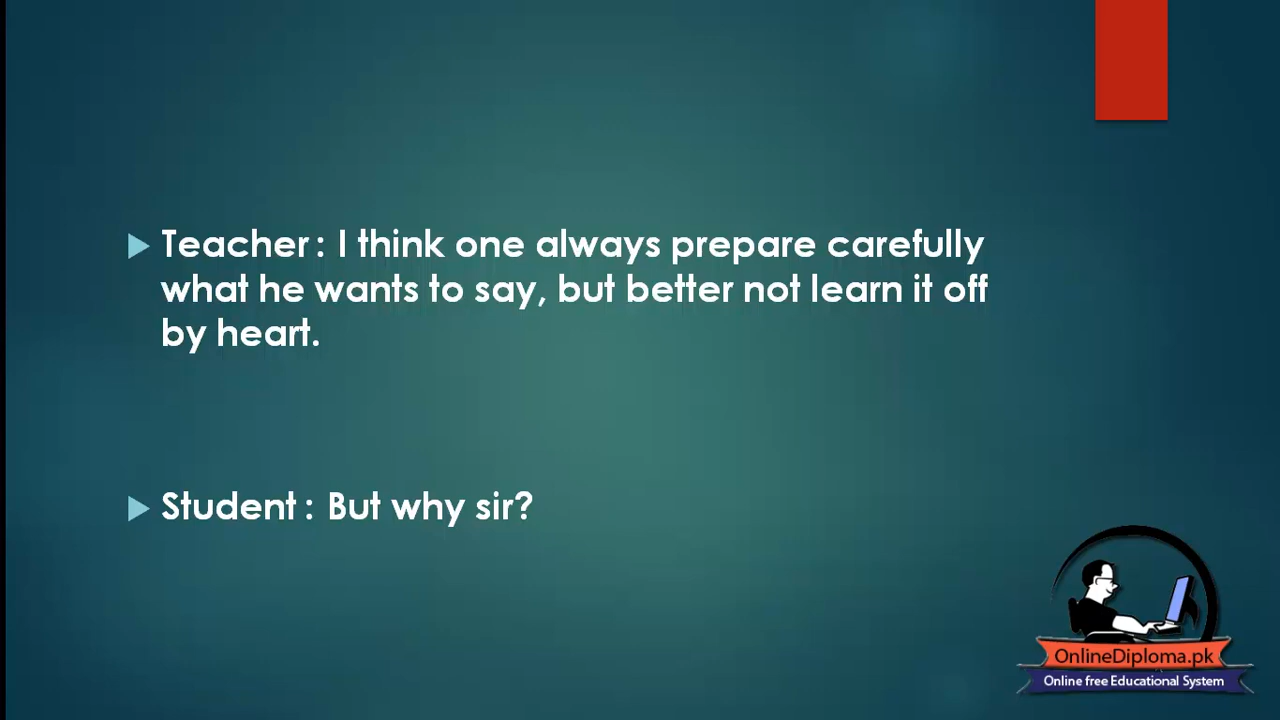 Teacher : I think one always prepare carefully
what he wants to say, but better not learn it off
by heart.
Student : But why sir?
OnlineDiploma.pk
Online free Educational System